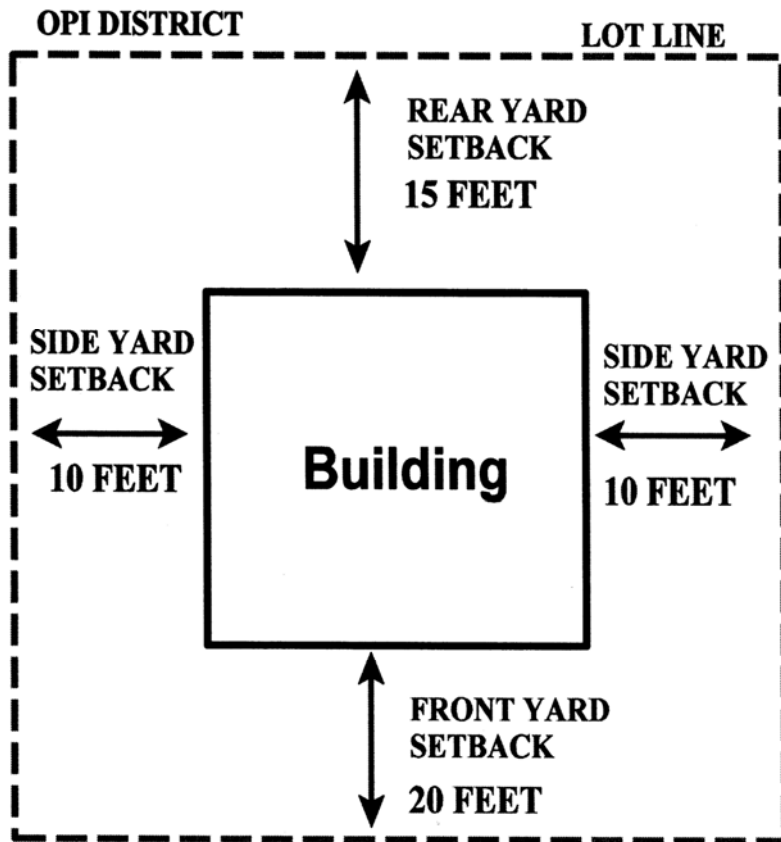 OPI DISTRICT
LOT LINE
REAR YARD
SETBACK
15 FEET
SIDE YARD
SETBACK
10 FEET
Building
SIDE YARD
SETBACK
10 FEET
FRONT YARD
SETBACK
20 FEET